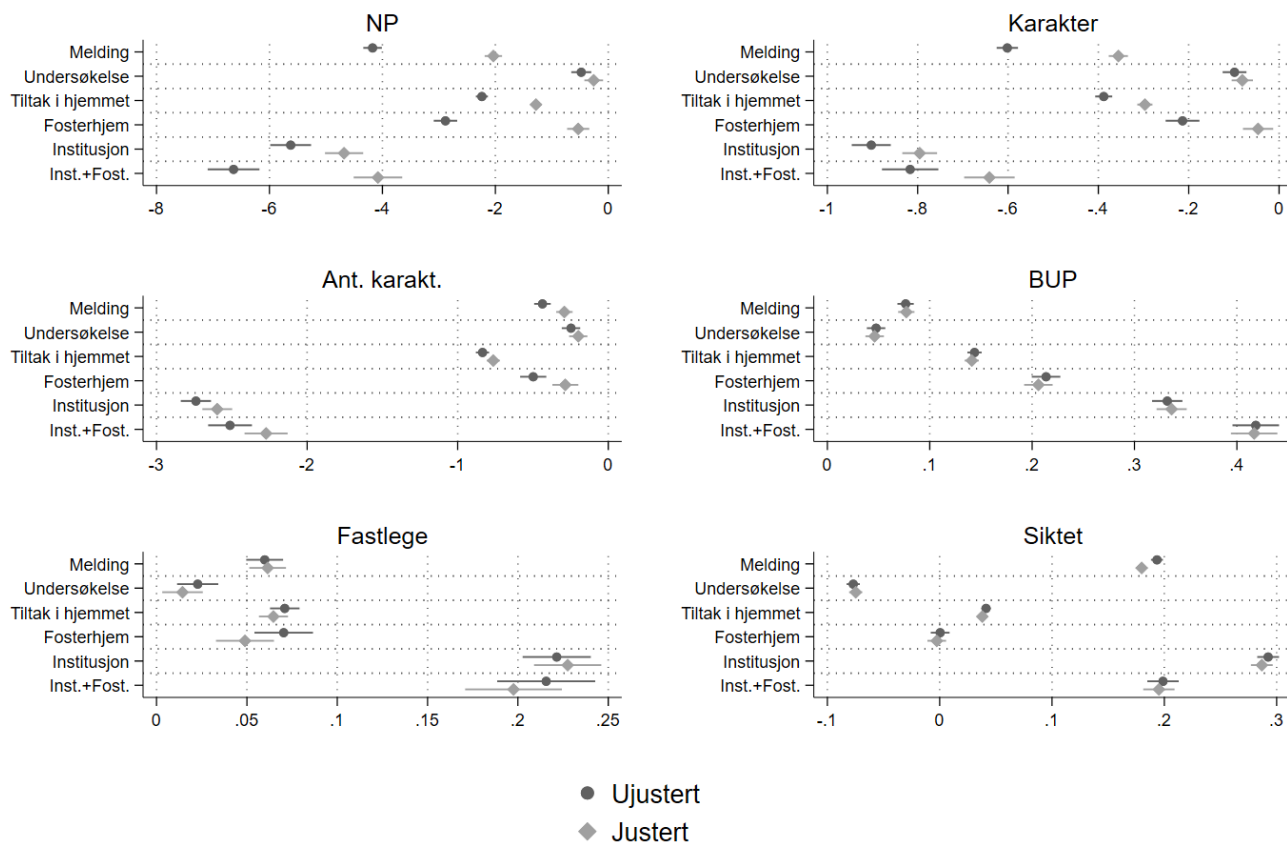 NP
Melding
Undersøkelse
Tiltak i hjemmet
Fosterhjem
Institusjon
Inst.+Fost.
-8 -6 -4 -2 0
Karakter
Melding
Undersøkelse
Tiltak i hjemmet
Fosterhjem
Institusjon
Inst.+Fost.
-1 -.8 -.6 -.4 -.2 0
Ant. karakt.
Melding
Undersøkelse
Tiltak i hjemmet
Fosterhjem
Institusjon
Inst.+Fost.
-3 -2 -1 0
BUP
Melding
Undersøkelse
Tiltak i hjemmet
Fosterhjem
Institusjon
Inst.+Fost.
0 .1 .2 .3 .4
Fastlege
Melding
Undersøkelse
Tiltak i hjemmet
Fosterhjem
Institusjon
Inst.+Fost.
0 .05 .1 .15 .2 .25
Siktet
Melding
Undersøkelse
Tiltak i hjemmet
Fosterhjem
Institusjon
Inst.+Fost.
-.1 0 .1 .2 .3
Ujustert
Justert